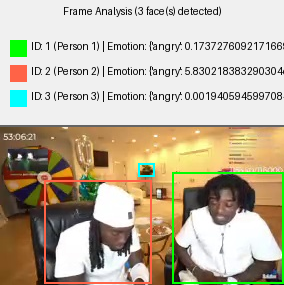 Frame Analysis (3 face(s) detected)
ID: 1 (Person 1) | Emotion: {'angry': 0.173727609217166
ID: 2 (Person 2) | Emotion: {'angry': 5.830218383290304
ID: 3 (Person 3) | Emotion: {'angry': 0.001940594599708
53:06:21